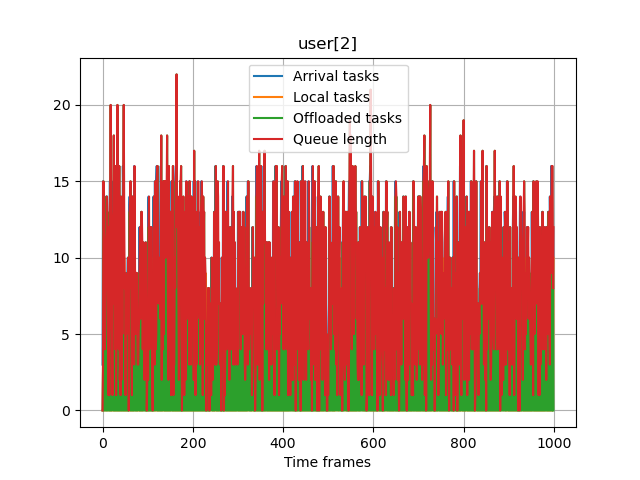 user[2]
Arrival tasks
Local tasks
Offloaded tasks
Queue length
20
15
10
5
0
0 200 400 600 800 1000
Time frames